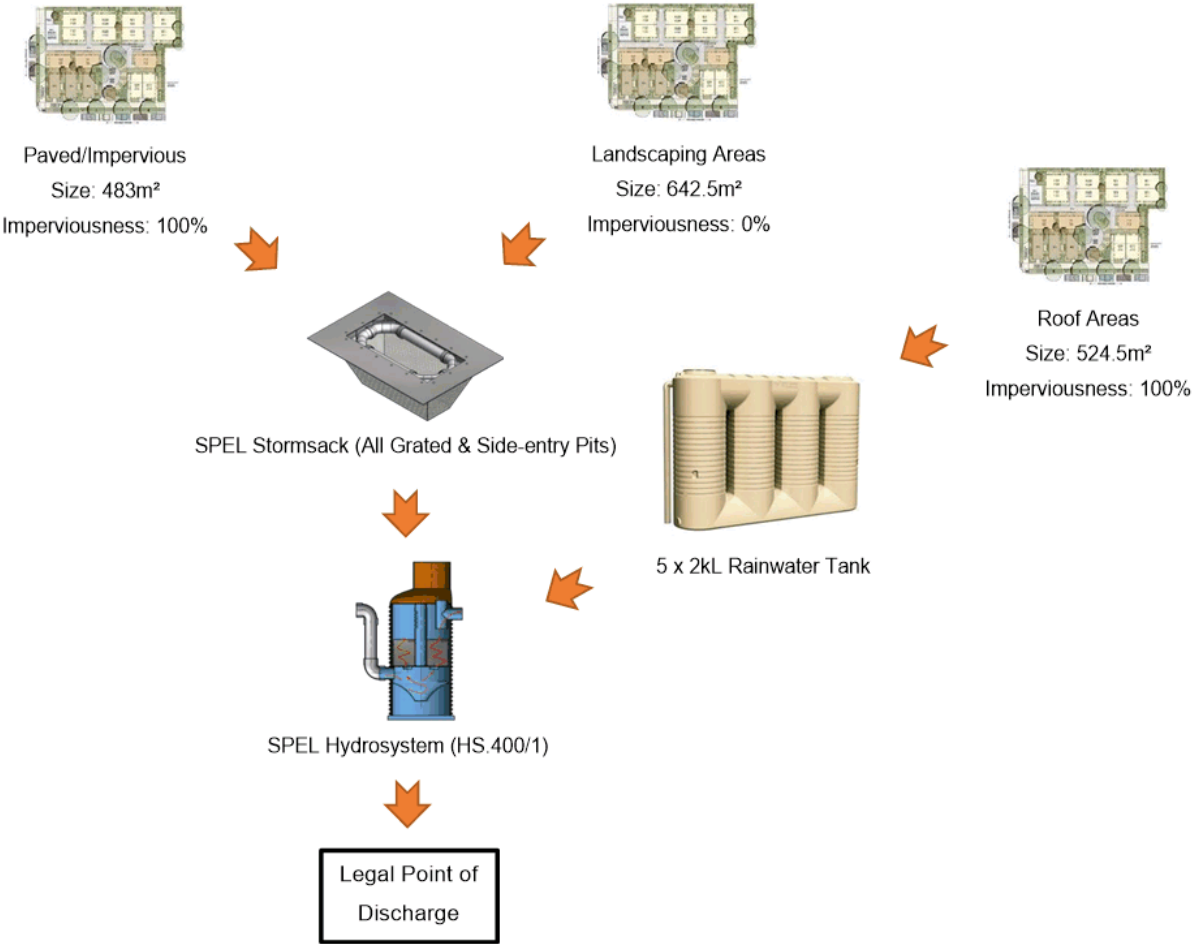 Paved/Impervious
Size: 483m²
Imperviousness: 100%
Landscaping Areas
Size: 642.5m²
Imperviousness: 0%
Roof Areas
Size: 524.5m²
Imperviousness: 100%
SPEL Stormsack (All Grated & Side-entry Pits)
5 x 2kL Rainwater Tank
SPEL Hydrosystem (HS.400/1)
Legal Point of
Discharge